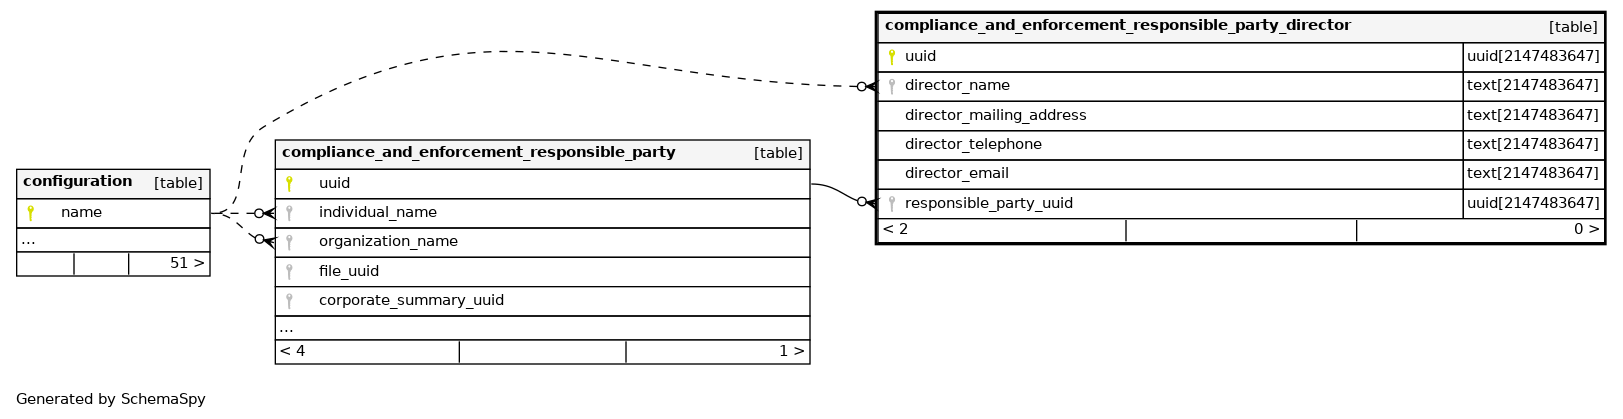 compliance_and_enforcement_responsible_party_director [table]
uuid uuid[2147483647]
director_name text[2147483647]
director_mailing_address text[2147483647]
director_telephone text[2147483647]
director_email text[2147483647]
responsible_party_uuid uuid[2147483647]
< 2 0 >
compliance_and_enforcement_responsible_party [table]
uuid
individual_name
organization_name
file_uuid
corporate_summary_uuid
...
< 4 1 >
configuration [table]
name
...
51 >
Generated by SchemaSpy